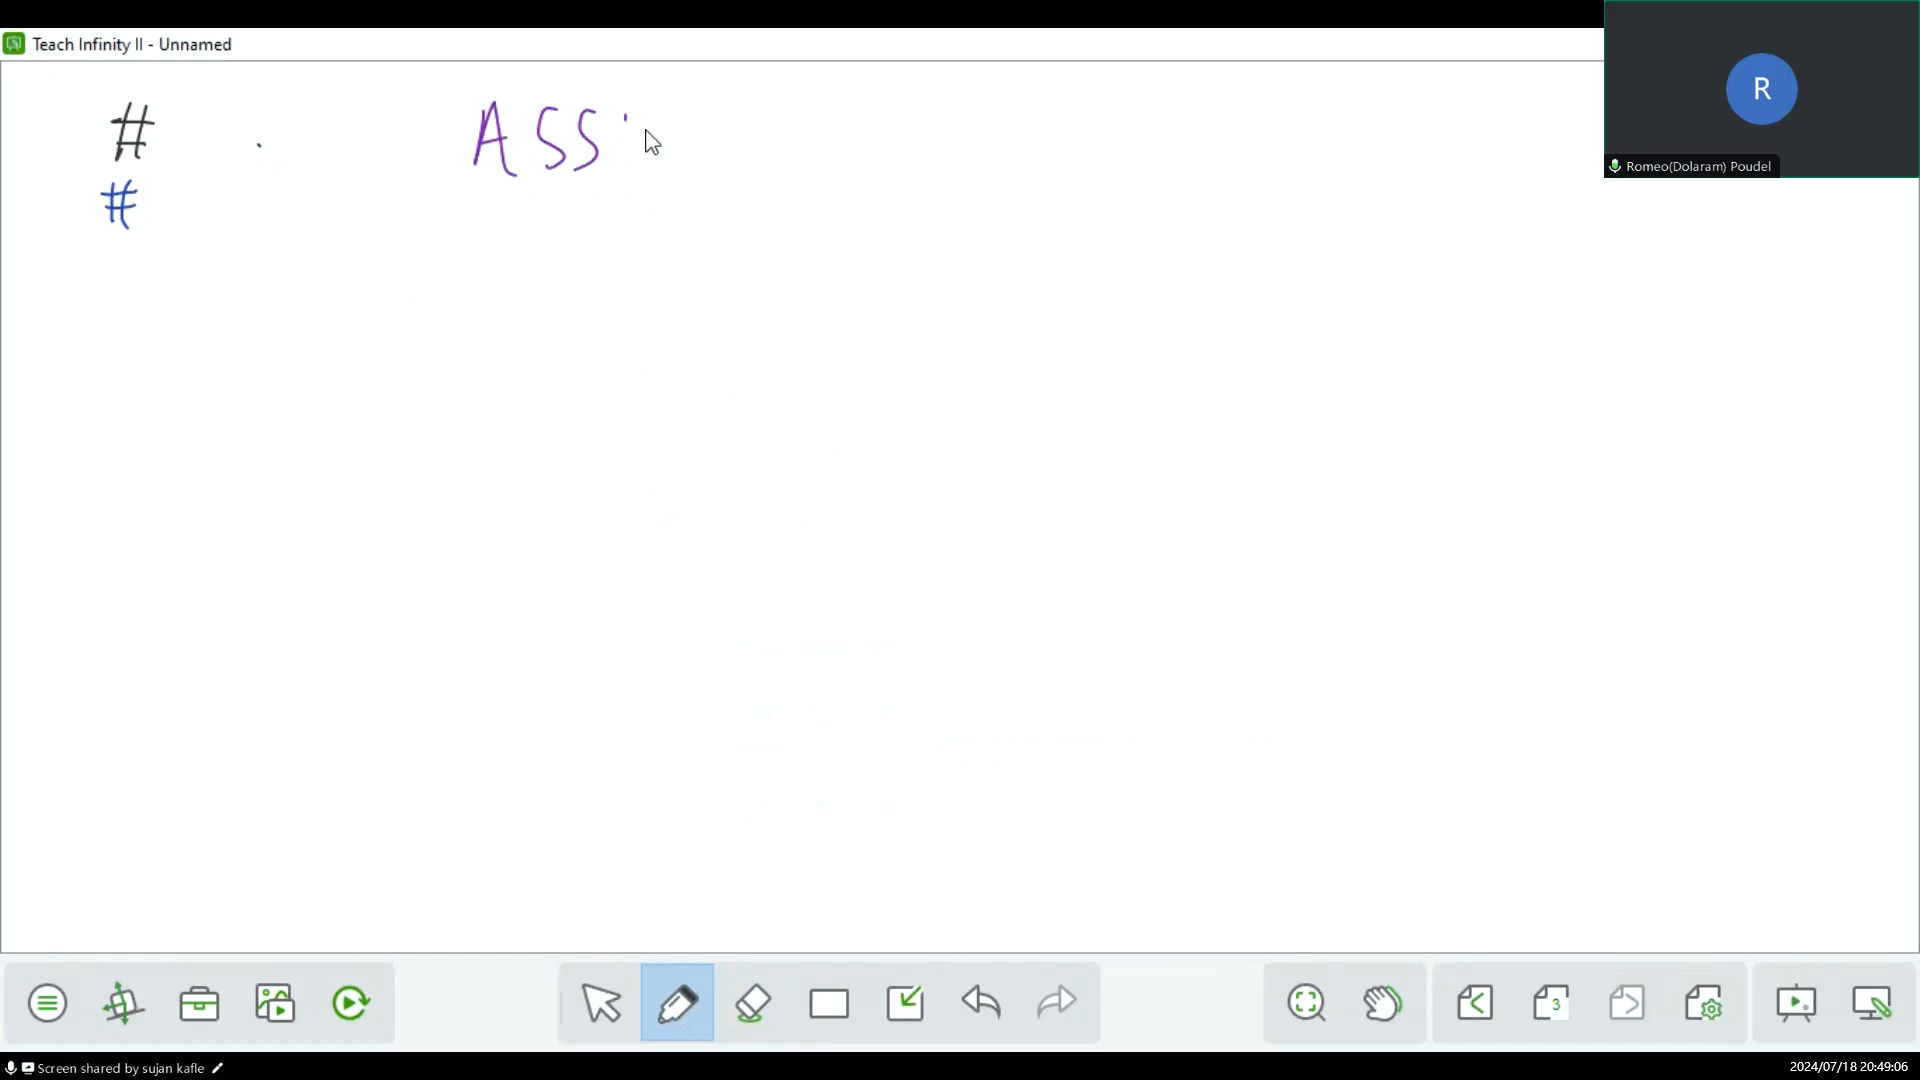 Teach Infinity II - Unnamed
R
Romeo(Dolaram) Poudel
# . ASS
#
3
Screen shared by sujan kafle
2024/07/18 20:49:06